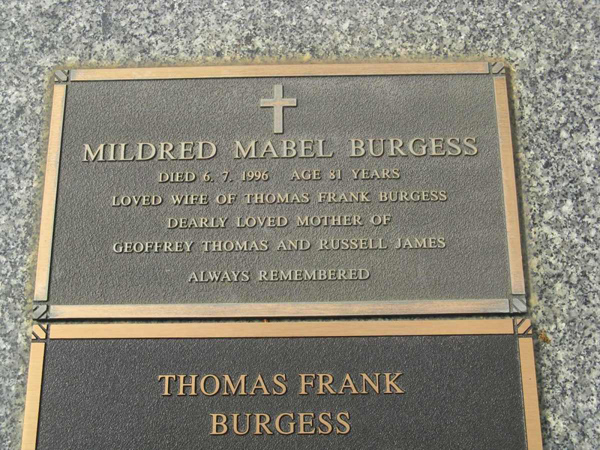 MILDRED MABEL BURGESS
DIED 6. 7. 1996 AGE 81 YEARS
LOVED WIFE OF THOMAS FRANK BURGESS
DEARLY LOVED MOTHER OF
GEOFFREY THOMAS AND RUSSELL JAMES
ALWAYS REMEMBERED
THOMAS FRANK
BURGESS